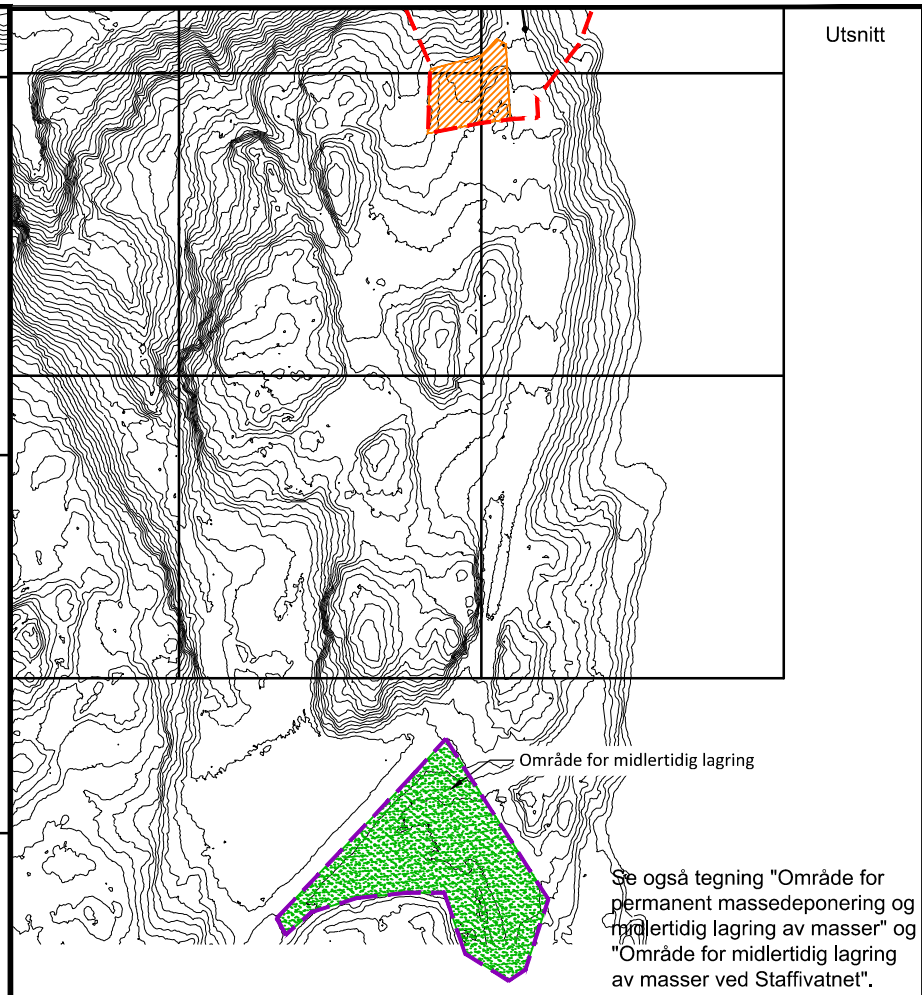 Utsnitt
Område for midlertidig lagring
Se også tegning "Område for
permanent massedeponering og
midlertidig lagring av masser" og
"Område for midlertidig lagring
av masser ved Staffivatnet".